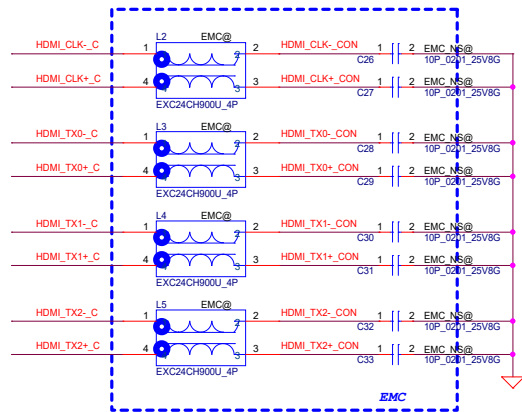 L2 EMC@
HDMI_CLK-_C 1 2 HDMI_CLK-_CON 1 2 EMC_NS@
C26 10P_0201_25V8G
HDMI_CLK+_C 4 3 HDMI_CLK+_CON 1 2 EMC_NS@
EXC24CH900U_4P C27 10P_0201_25V8G
L3 EMC@
HDMI_TX0-_C 1 2 HDMI_TX0-_CON 1 2 EMC_NS@
C28 10P_0201_25V8G
HDMI_TX0+_C 4 3 HDMI_TX0+_CON 1 2 EMC_NS@
EXC24CH900U_4P C29 10P_0201_25V8G
L4 EMC@
HDMI_TX1-_C 1 2 HDMI_TX1-_CON 1 2 EMC_NS@
C30 10P_0201_25V8G
HDMI_TX1+_C 4 3 HDMI_TX1+_CON 1 2 EMC_NS@
EXC24CH900U_4P C31 10P_0201_25V8G
L5 EMC@
HDMI_TX2-_C 1 2 HDMI_TX2-_CON 1 2 EMC_NS@
C32 10P_0201_25V8G
HDMI_TX2+_C 4 3 HDMI_TX2+_CON 1 2 EMC_NS@
EXC24CH900U_4P C33 10P_0201_25V8G
EMC